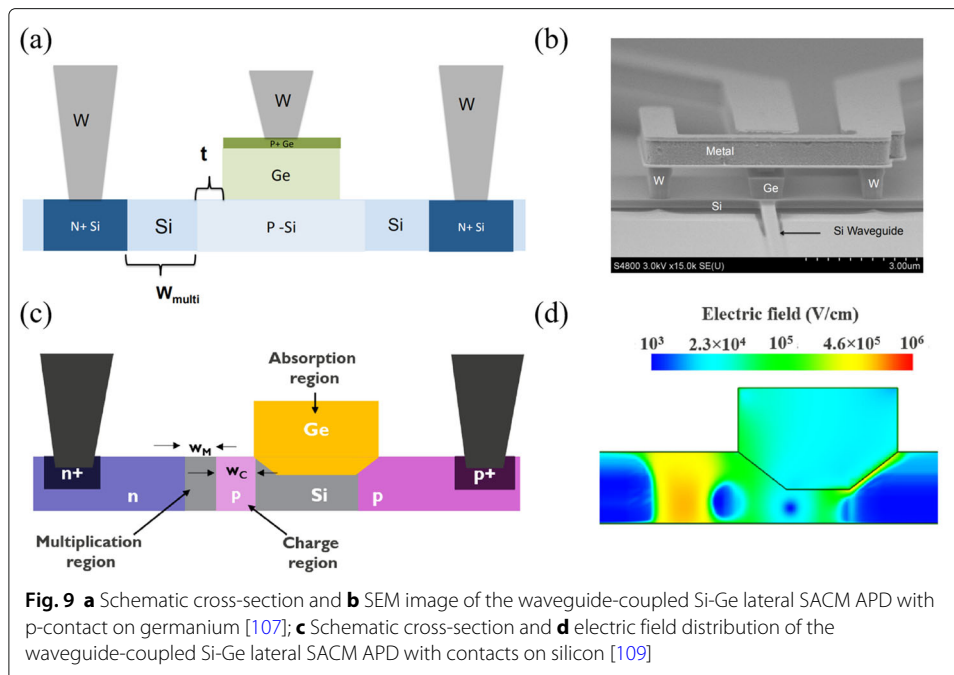 (a)
W
W
W
P+ Ge
t
Ge
N+ Si
Si
P -Si
Si
N+ Si
Wmulti
(b)
Metal
W
Ge
W
Si
Si Waveguide
S4800 3.0kV x15.0k SE(U)
3.00um
(c)
Absorption
region
Ge
wM
wC
n+
p+
n
p
Si
p
Multiplication
region
Charge
region
(d)
Electric field (V/cm)
10³ 2.3×10⁴ 10⁵ 4.6×10⁵ 10⁶
Fig. 9 a Schematic cross-section and b SEM image of the waveguide-coupled Si-Ge lateral SACM APD with
p-contact on germanium [107]; c Schematic cross-section and d electric field distribution of the
waveguide-coupled Si-Ge lateral SACM APD with contacts on silicon [109]